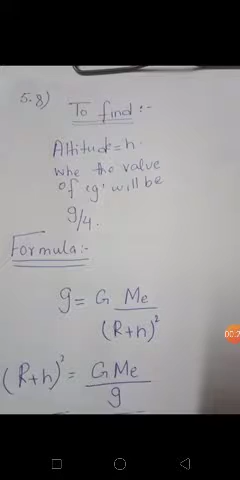 5.8)
To find:-
Altitude=h.
whe the value
of 'g' will be
g/4.
Formula:-
g= G Me
(R+h)²
(R+h)² = G Me
g